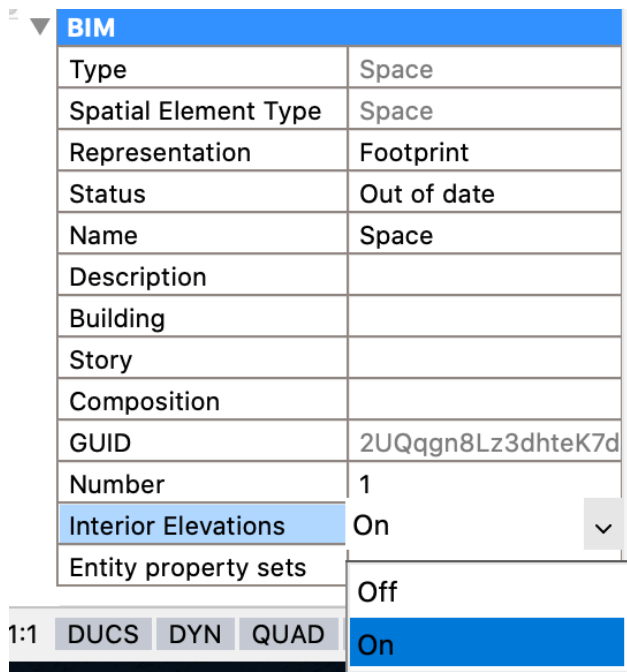 BIM
Type Space
Spatial Element Type Space
Representation Footprint
Status Out of date
Name Space
Description
Building
Story
Composition
GUID 2UQqgn8Lz3dhteK7d
Number 1
Interior Elevations On
Entity property sets
Off
1:1 DUCS DYN QUAD On